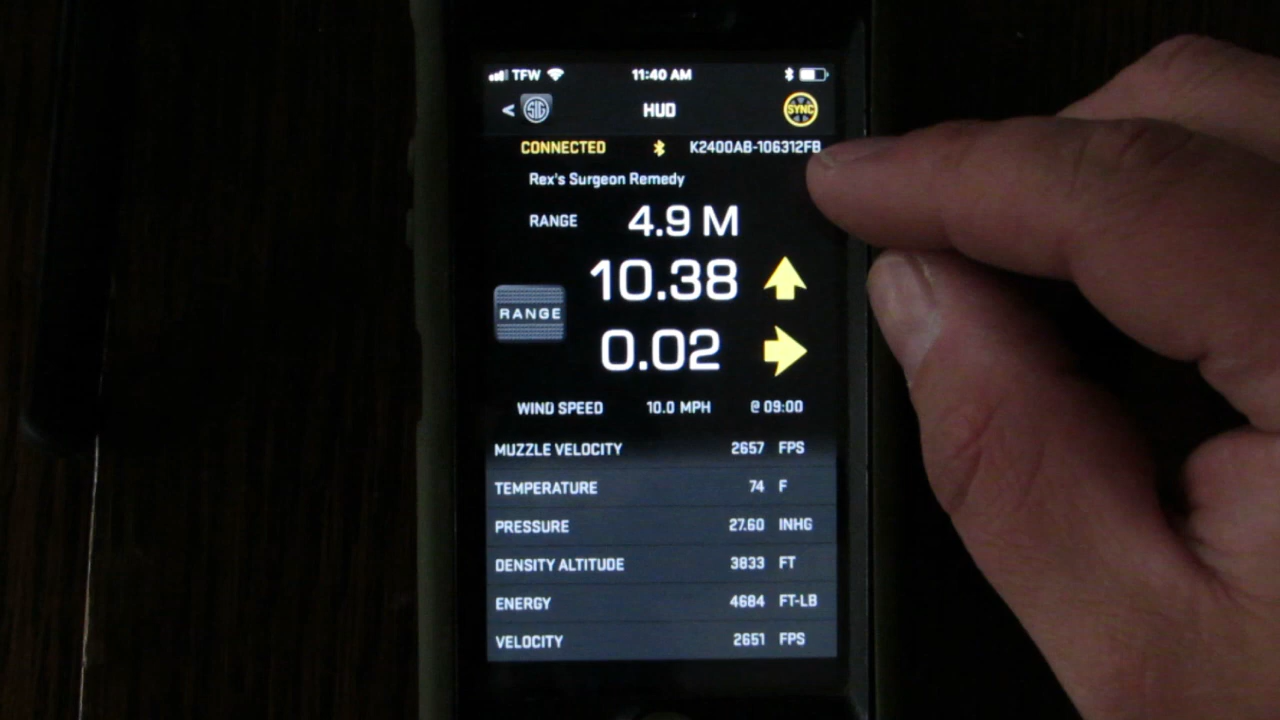 TFW 11:40 AM
< SIG HUD SYNC
CONNECTED K2400AB-106312FB
Rex's Surgeon Remedy
RANGE 4.9 M
10.38
RANGE
0.02
WIND SPEED 10.0 MPH @ 09:00
MUZZLE VELOCITY 2657 FPS
TEMPERATURE 74 F
PRESSURE 27.60 INHG
DENSITY ALTITUDE 3833 FT
ENERGY 4684 FT-LB
VELOCITY 2651 FPS